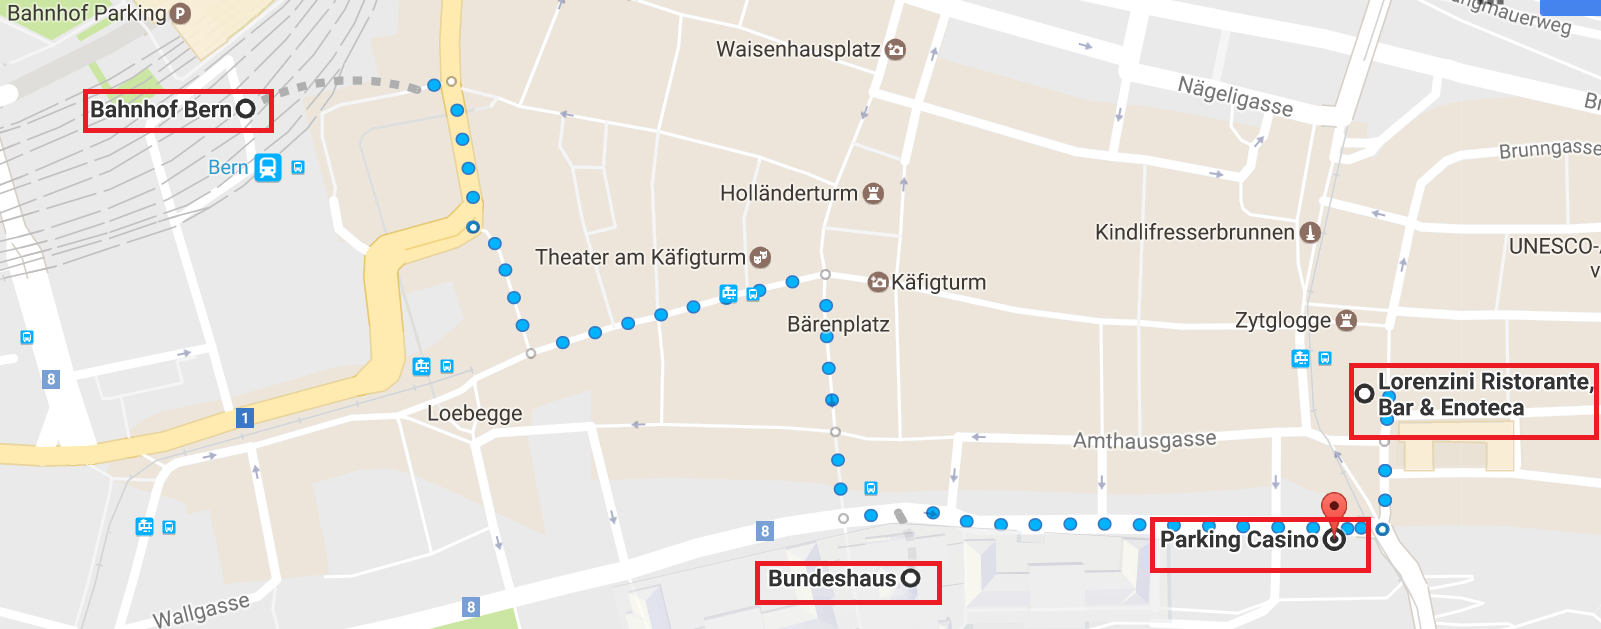 Bahnhof Parking
P
Waisenhausplatz
Nägeligasse
Brunngasse
Bahnhof Bern
Bern
Holländerturm
Kindlifresserbrunnen
UNESCO-
Theater am Käfigturm
Käfigturm
Bärenplatz
Zytglogge
8
1
Loebegge
Lorenzini Ristorante,
Bar & Enoteca
Amthausgasse
8
Parking Casino
Bundeshaus
8
Wallgasse